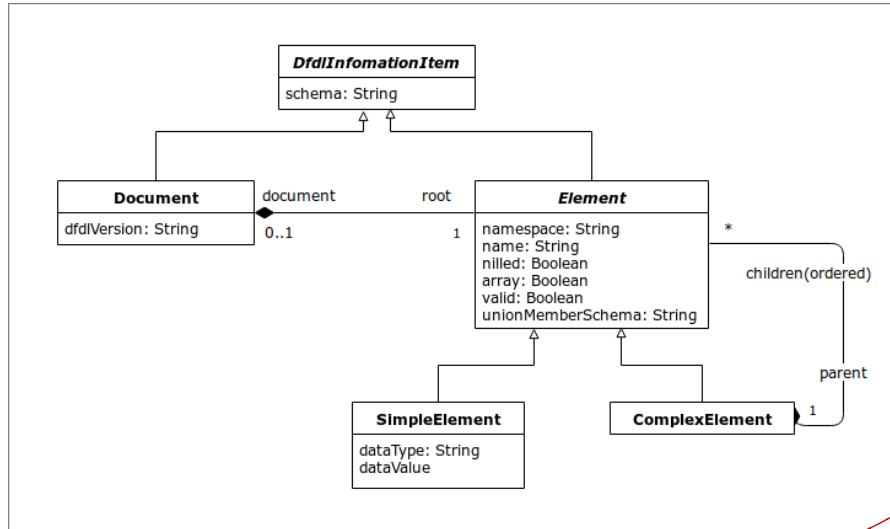 DfdlInfomationItem
schema: String
Document
dfdlVersion: String
document
root
0..1
1
Element
namespace: String
name: String
nilled: Boolean
array: Boolean
valid: Boolean
unionMemberSchema: String
*
children(ordered)
parent
1
SimpleElement
dataType: String
dataValue
ComplexElement